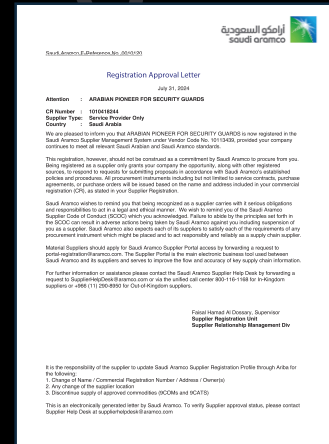 أرامكو السعودية
saudi aramco
Saudi Aramco E-Reference No.
Registration Approval Letter
July 31, 2024
Attention : ARABIAN PIONEER FOR SECURITY GUARDS
CR Number : 1010418244
Supplier Type: Service Provider Only
Country : Saudi Arabia
We are pleased to inform you that ARABIAN PIONEER FOR SECURITY GUARDS is now registered in the
Saudi Aramco Supplier Management System under Vendor Code No. 10113439, provided your company
continues to meet all relevant Saudi Arabian and Saudi Aramco standards.
This registration, however, should not be construed as a commitment by Saudi Aramco to procure from you.
Being registered as a supplier only grants your company the opportunity, along with other registered
sources, to respond to requests for submitting proposals in accordance with Saudi Aramco's established
policies and procedures. All procurement instruments including but not limited to service contracts, purchase
agreements, or purchase orders will be issued based on the name and address included in your commercial
registration (CR), as stated in your Supplier Registration.
Saudi Aramco wishes to remind you that being recognized as a supplier carries with it serious obligations
and responsibilities to act in a legal and ethical manner. We wish to remind you of the Saudi Aramco
Supplier Code of Conduct (SCOC) which you acknowledged. Failure to abide by the principles set forth in
the SCOC can result in adverse actions being taken by Saudi Aramco against you including suspension of
you as a supplier. Saudi Aramco also expects each of its suppliers to satisfy each of the requirements of any
procurement instrument which might be placed and to act responsibly and reliably as a supply chain supplier.
Material Suppliers should apply for Saudi Aramco Supplier Portal access by forwarding a request to
portal-registration@aramco.com. The Supplier Portal is the main electronic business tool used between
Saudi Aramco and its suppliers and serves to improve the flow and accuracy of key supply chain information.
For further information or assistance please contact the Saudi Aramco Supplier Help Desk by forwarding a
request to SupplierHelpDesk@aramco.com or via the unified call center 800-116-1168 for In-Kingdom
suppliers or +966 (11) 290-8950 for Out-of-Kingdom suppliers.
Faisal Hamad Al Dossary, Supervisor
Supplier Registration Unit
Supplier Relationship Management Div
It is the responsibility of the supplier to update Saudi Aramco Supplier Registration Profile through Ariba for
the following:
1. Change of Name / Commercial Registration Number / Address / Owner(s)
2. Any change of the supplier location
3. Discontinue supply of approved commodities (9COMs and 9CATS)
This is an electronically generated letter by Saudi Aramco. To verify Supplier approval status, please contact
Supplier Help Desk at supplierhelpdesk@aramco.com